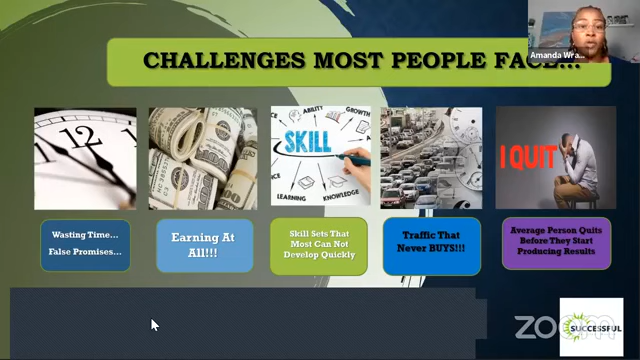 Amanda Wra...
CHALLENGES MOST PEOPLE FACE...
12
ABILITY
GROWTH
SKILL
LEARNING
KNOWLEDGE
I QUIT
Wasting Time...
False Promises...
Earning At
All!!!
Skill Sets That
Most Can Not
Develop Quickly
Traffic That
Never BUYS!!!
Average Person Quits
Before They Start
Producing Results
zoom
SUCCESSFUL